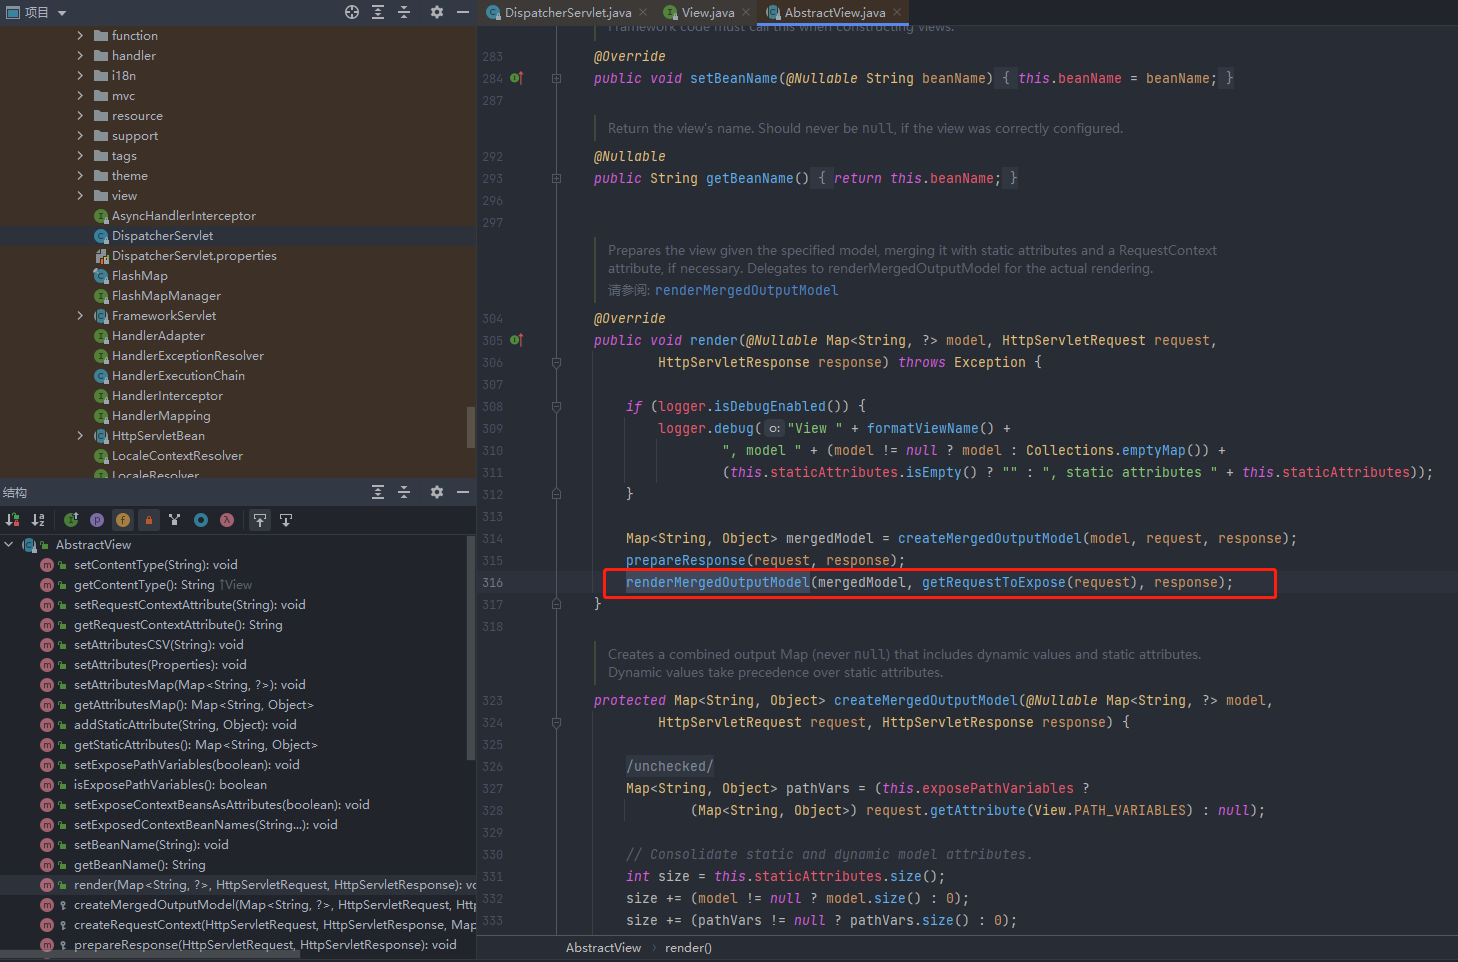 项目
function
handler
i18n
mvc
resource
support
tags
theme
view
AsyncHandlerInterceptor
DispatcherServlet
DispatcherServlet.properties
FlashMap
FlashMapManager
FrameworkServlet
HandlerAdapter
HandlerExceptionResolver
HandlerExecutionChain
HandlerInterceptor
HandlerMapping
HttpServletBean
LocaleContextResolver
LocaleResolver
结构
AbstractView
setContentType(String): void
getContentType(): String ↑View
setRequestContextAttribute(String): void
getRequestContextAttribute(): String
setAttributesCSV(String): void
setAttributes(Properties): void
setAttributesMap(Map<String, ?>): void
getAttributesMap(): Map<String, Object>
addStaticAttribute(String, Object): void
getStaticAttributes(): Map<String, Object>
setExposePathVariables(boolean): void
isExposePathVariables(): boolean
setExposeContextBeansAsAttributes(boolean): void
setExposedContextBeanNames(String...): void
setBeanName(String): void
getBeanName(): String
render(Map<String, ?>, HttpServletRequest, HttpServletResponse): vo
createMergedOutputModel(Map<String, ?>, HttpServletRequest, Htt
createRequestContext(HttpServletRequest, HttpServletResponse, Map
prepareResponse(HttpServletRequest, HttpServletResponse): void
DispatcherServlet.java
View.java
AbstractView.java
Framework code must call this when constructing views.
283 @Override
284 public void setBeanName(@Nullable String beanName) { this.beanName = beanName; }
287
Return the view's name. Should never be null, if the view was correctly configured.
292 @Nullable
293 public String getBeanName() { return this.beanName; }
296
297
Prepares the view given the specified model, merging it with static attributes and a RequestContext
attribute, if necessary. Delegates to renderMergedOutputModel for the actual rendering.
请参阅: renderMergedOutputModel
304 @Override
305 public void render(@Nullable Map<String, ?> model, HttpServletRequest request,
306 HttpServletResponse response) throws Exception {
307
308 if (logger.isDebugEnabled()) {
309 logger.debug( o: "View " + formatViewName() +
310 ", model " + (model != null ? model : Collections.emptyMap()) +
311 (this.staticAttributes.isEmpty() ? "" : ", static attributes " + this.staticAttributes));
312 }
313
314 Map<String, Object> mergedModel = createMergedOutputModel(model, request, response);
315 prepareResponse(request, response);
316 renderMergedOutputModel(mergedModel, getRequestToExpose(request), response);
317 }
318
Creates a combined output Map (never null) that includes dynamic values and static attributes.
Dynamic values take precedence over static attributes.
323 protected Map<String, Object> createMergedOutputModel(@Nullable Map<String, ?> model,
324 HttpServletRequest request, HttpServletResponse response) {
325
326 /unchecked/
327 Map<String, Object> pathVars = (this.exposePathVariables ?
328 (Map<String, Object>) request.getAttribute(View.PATH_VARIABLES) : null);
329
330 // Consolidate static and dynamic model attributes.
331 int size = this.staticAttributes.size();
332 size += (model != null ? model.size() : 0);
333 size += (pathVars != null ? pathVars.size() : 0);
AbstractView › render()